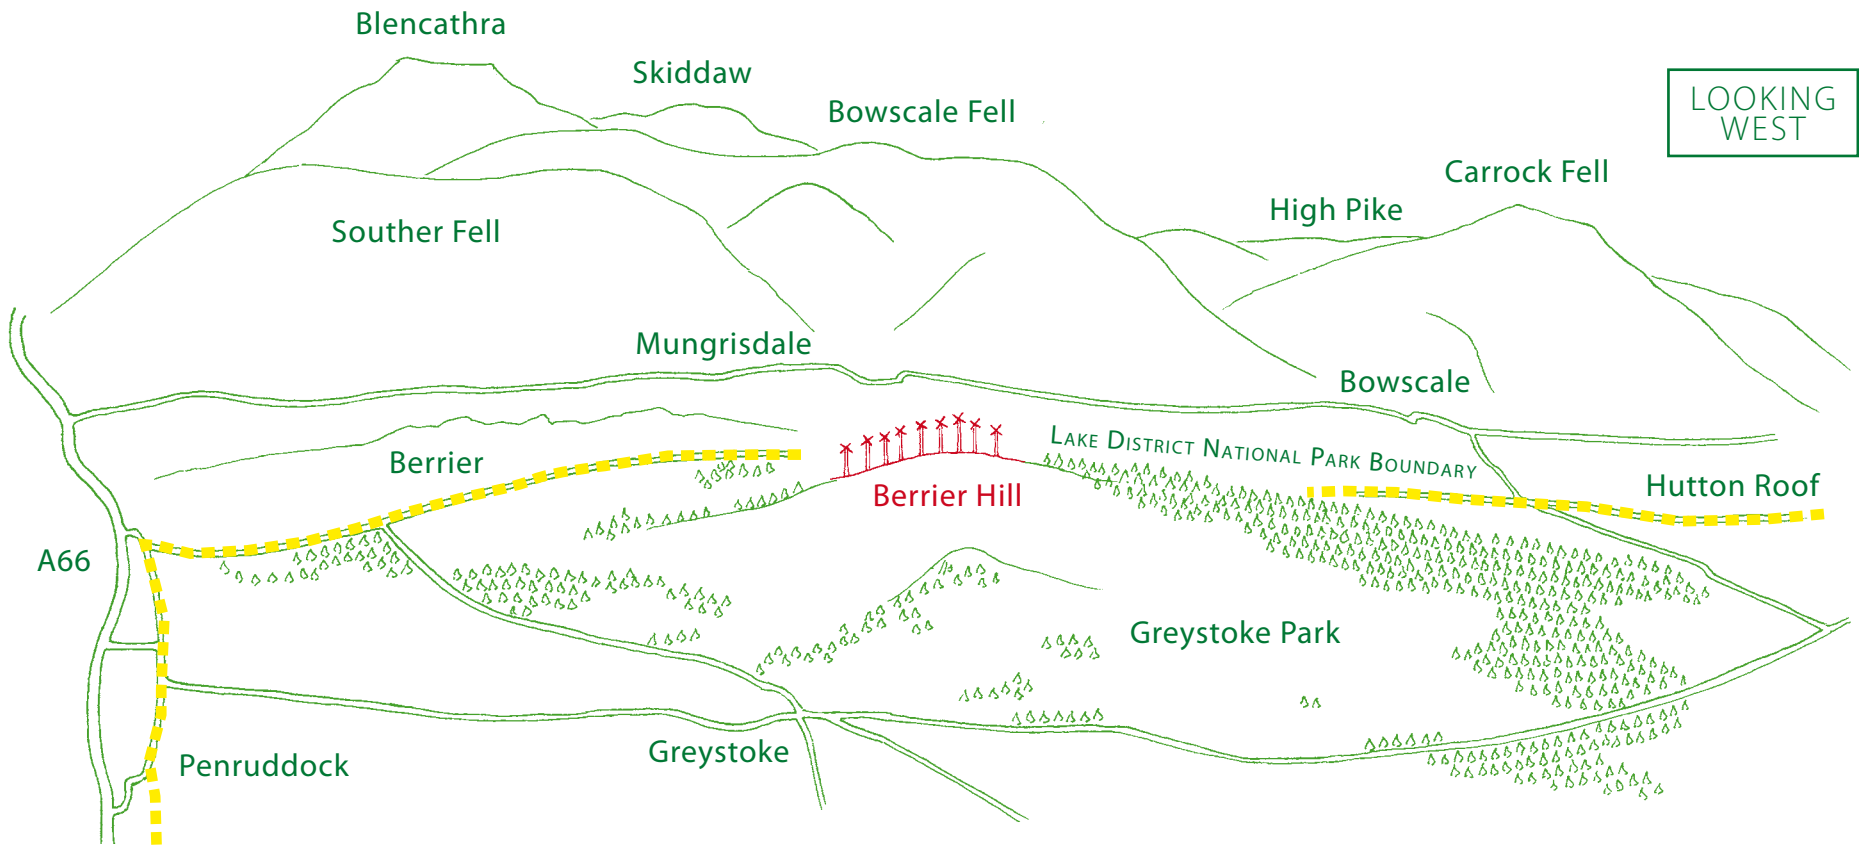 Blencathra
Skiddaw
Bowscale Fell
LOOKING
WEST
Carrock Fell
High Pike
Souther Fell
Mungrisdale
Bowscale
Lake District National Park Boundary
Berrier
Berrier Hill
Hutton Roof
A66
Greystoke Park
Greystoke
Penruddock